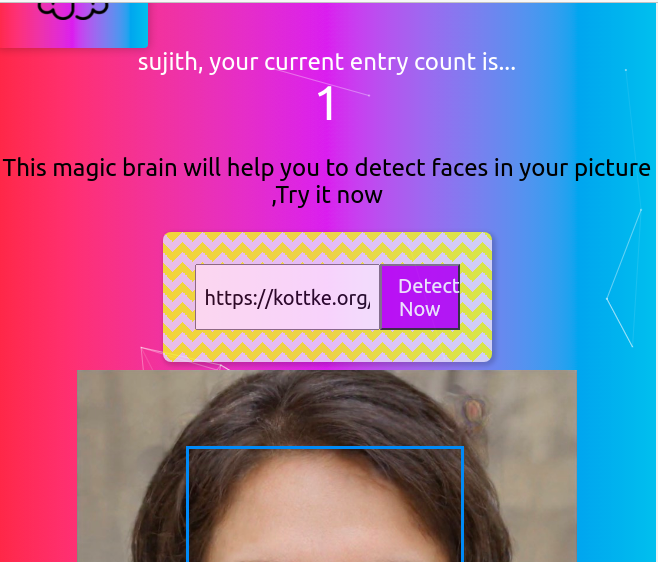 sujith, your current entry count is...
1
This magic brain will help you to detect faces in your picture
,Try it now
https://kottke.org/
Detect
Now